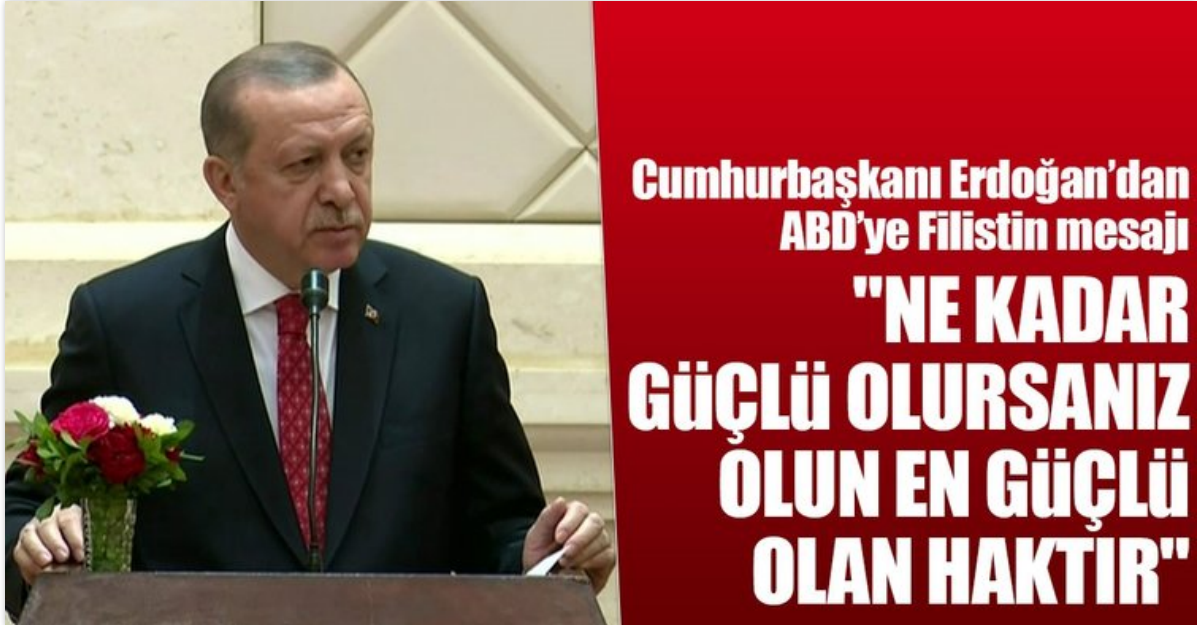 Cumhurbaşkanı Erdoğan'dan
ABD'ye Filistin mesajı
"NE KADAR
GÜÇLÜ OLURSANIZ
OLUN EN GÜÇLÜ
OLAN HAKTIR"